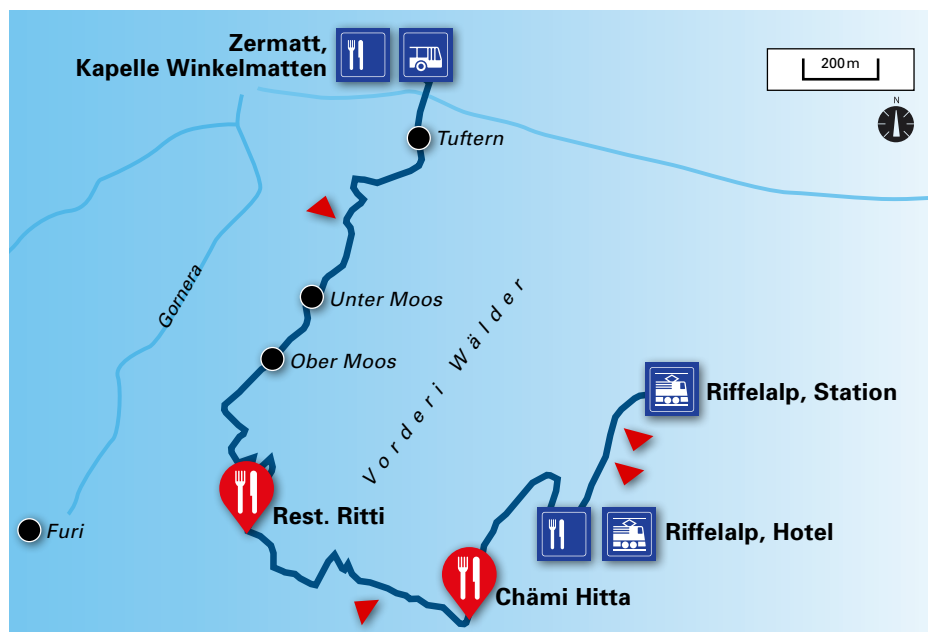 Zermatt,
Kapelle Winkelmatten
200 m
N
Tuftern
Gornera
Unter Moos
Ober Moos
Vorderi Wälder
Riffelalp, Station
Rest. Ritti
Furi
Riffelalp, Hotel
Chämi Hitta